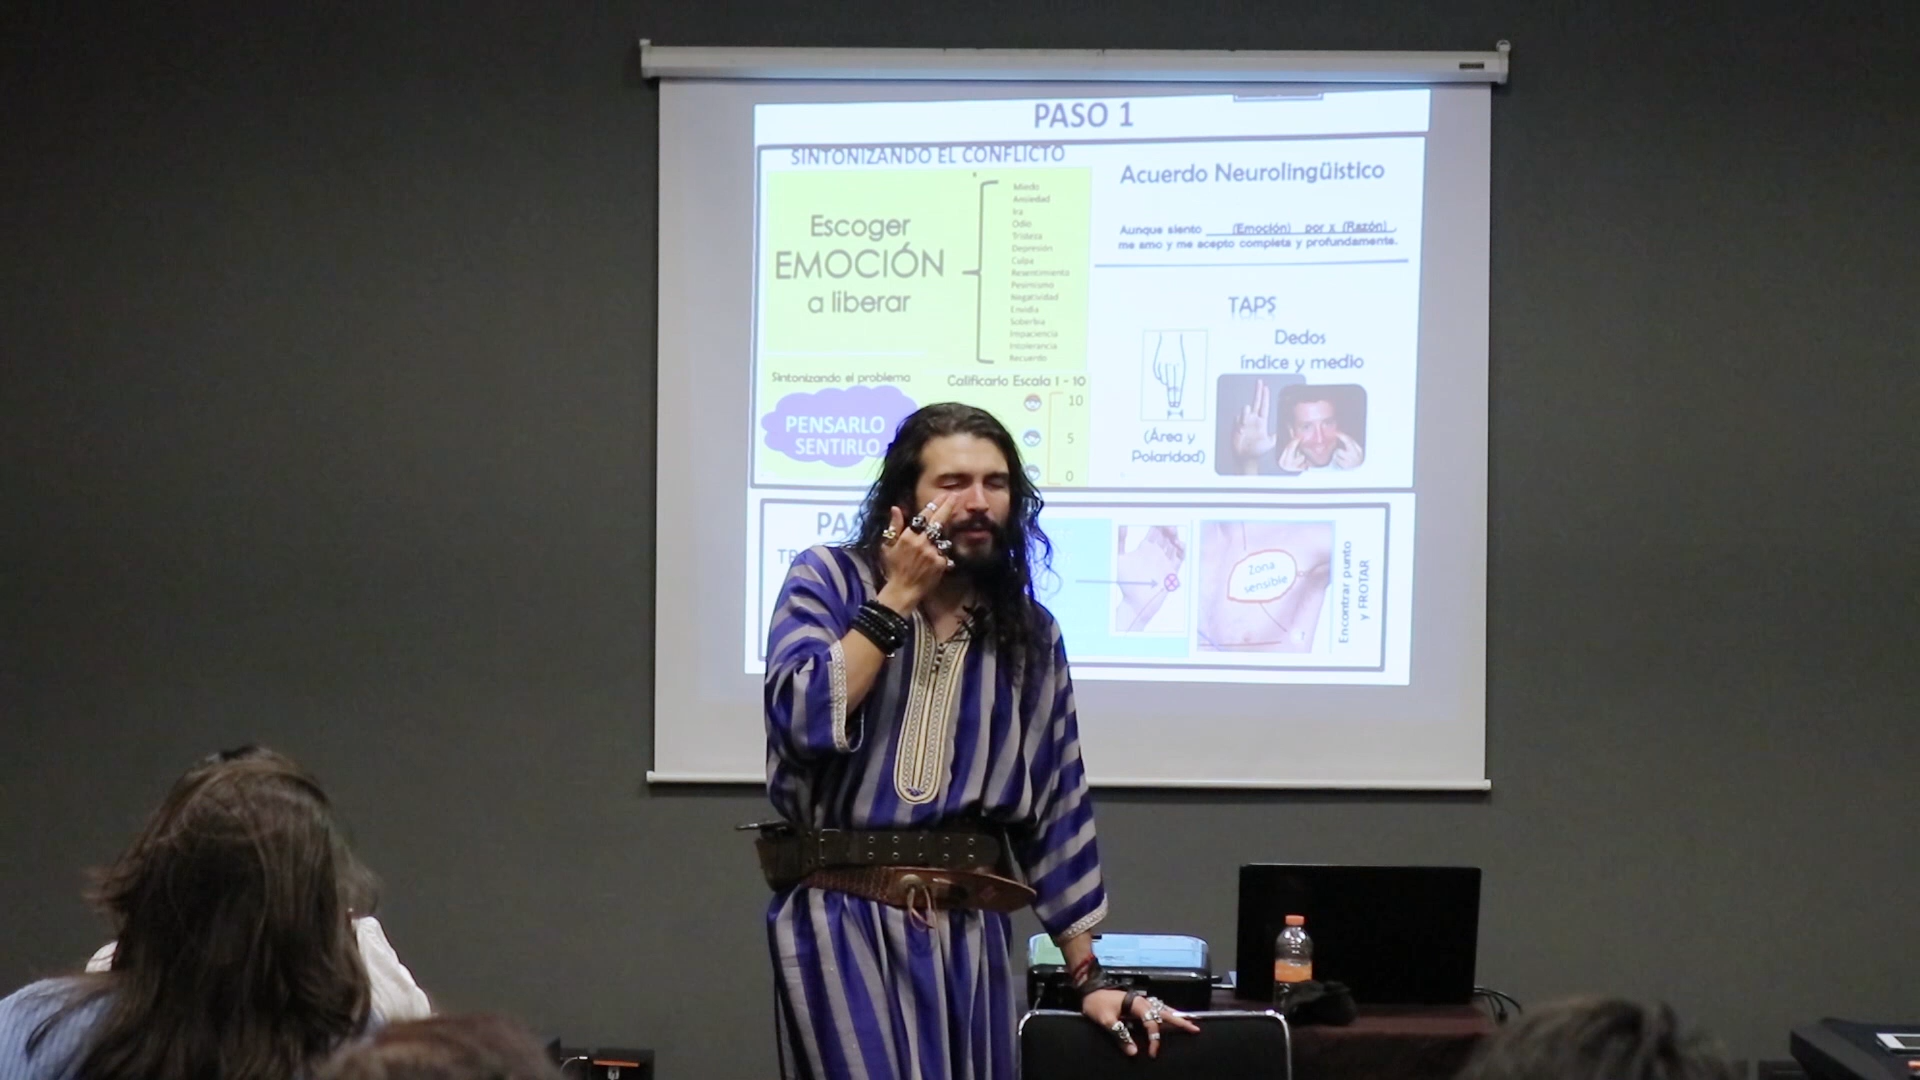 PASO 1
SINTONIZANDO EL CONFLICTO
Escoger
EMOCIÓN
a liberar
Miedo
Ansiedad
Ira
Odio
Tristeza
Depresión
Culpa
Resentimiento
Pesimismo
Negatividad
Envidia
Soberbia
Impaciencia
Intolerancia
Recuerdo
Sintonizando el problema
PENSARLO
SENTIRLO
Calificarlo Escala 1 - 10
10
5
0
Acuerdo Neurolingüistico
Aunque siento (Emoción) por x (Razón),
me amo y me acepto completa y profundamente.
TAPS
Dedos
índice y medio
(Área y
Polaridad)
PA
TR
Zona
sensible
Encontrar punto
y FROTAR